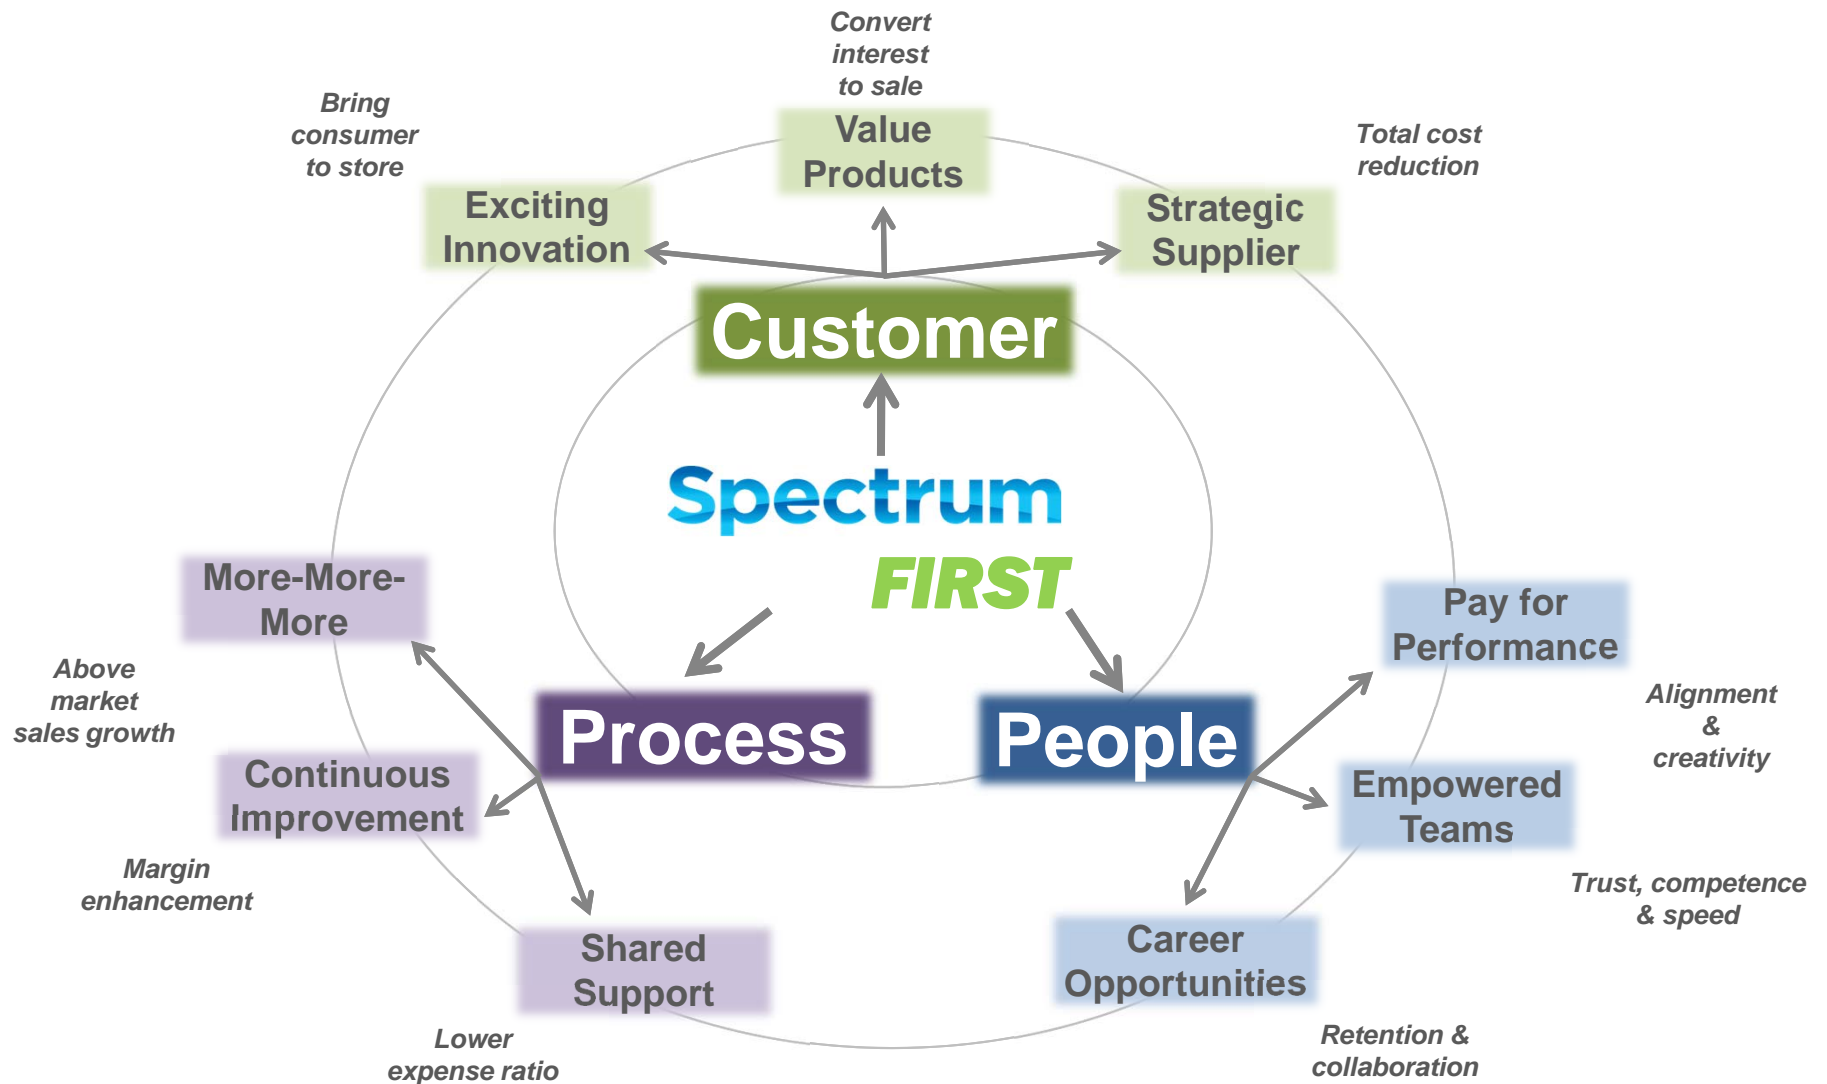 Convert
interest
to sale
Value
Products
Bring
consumer
to store
Exciting
Innovation
Total cost
reduction
Strategic
Supplier
Customer
Spectrum
FIRST
More-More-
More
Above
market
sales growth
Process
Continuous
Improvement
Margin
enhancement
Shared
Support
Lower
expense ratio
People
Pay for
Performance
Alignment
&
creativity
Empowered
Teams
Trust, competence
& speed
Career
Opportunities
Retention &
collaboration